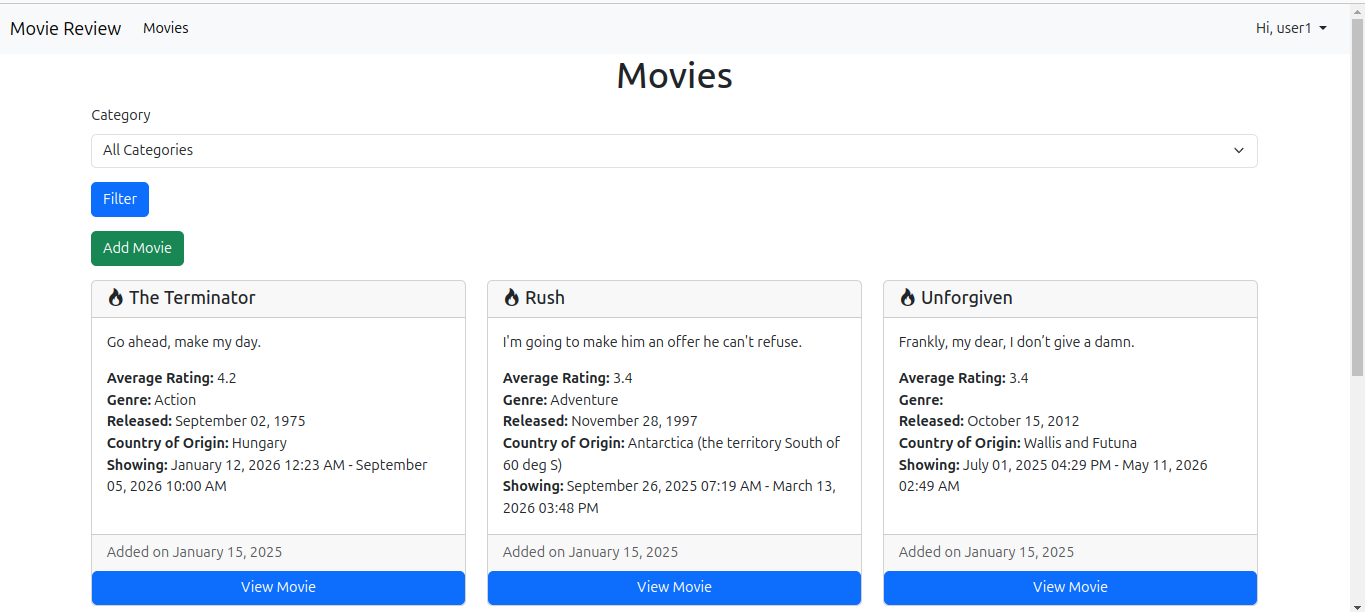 Movie Review
Movies
Hi, user1
Movies
Category
All Categories
Filter
Add Movie
The Terminator
Go ahead, make my day.
Average Rating: 4.2
Genre: Action
Released: September 02, 1975
Country of Origin: Hungary
Showing: January 12, 2026 12:23 AM - September
05, 2026 10:00 AM
Added on January 15, 2025
View Movie
Rush
I'm going to make him an offer he can't refuse.
Average Rating: 3.4
Genre: Adventure
Released: November 28, 1997
Country of Origin: Antarctica (the territory South of
60 deg S)
Showing: September 26, 2025 07:19 AM - March 13,
2026 03:48 PM
Added on January 15, 2025
View Movie
Unforgiven
Frankly, my dear, I don’t give a damn.
Average Rating: 3.4
Genre:
Released: October 15, 2012
Country of Origin: Wallis and Futuna
Showing: July 01, 2025 04:29 PM - May 11, 2026
02:49 AM
Added on January 15, 2025
View Movie